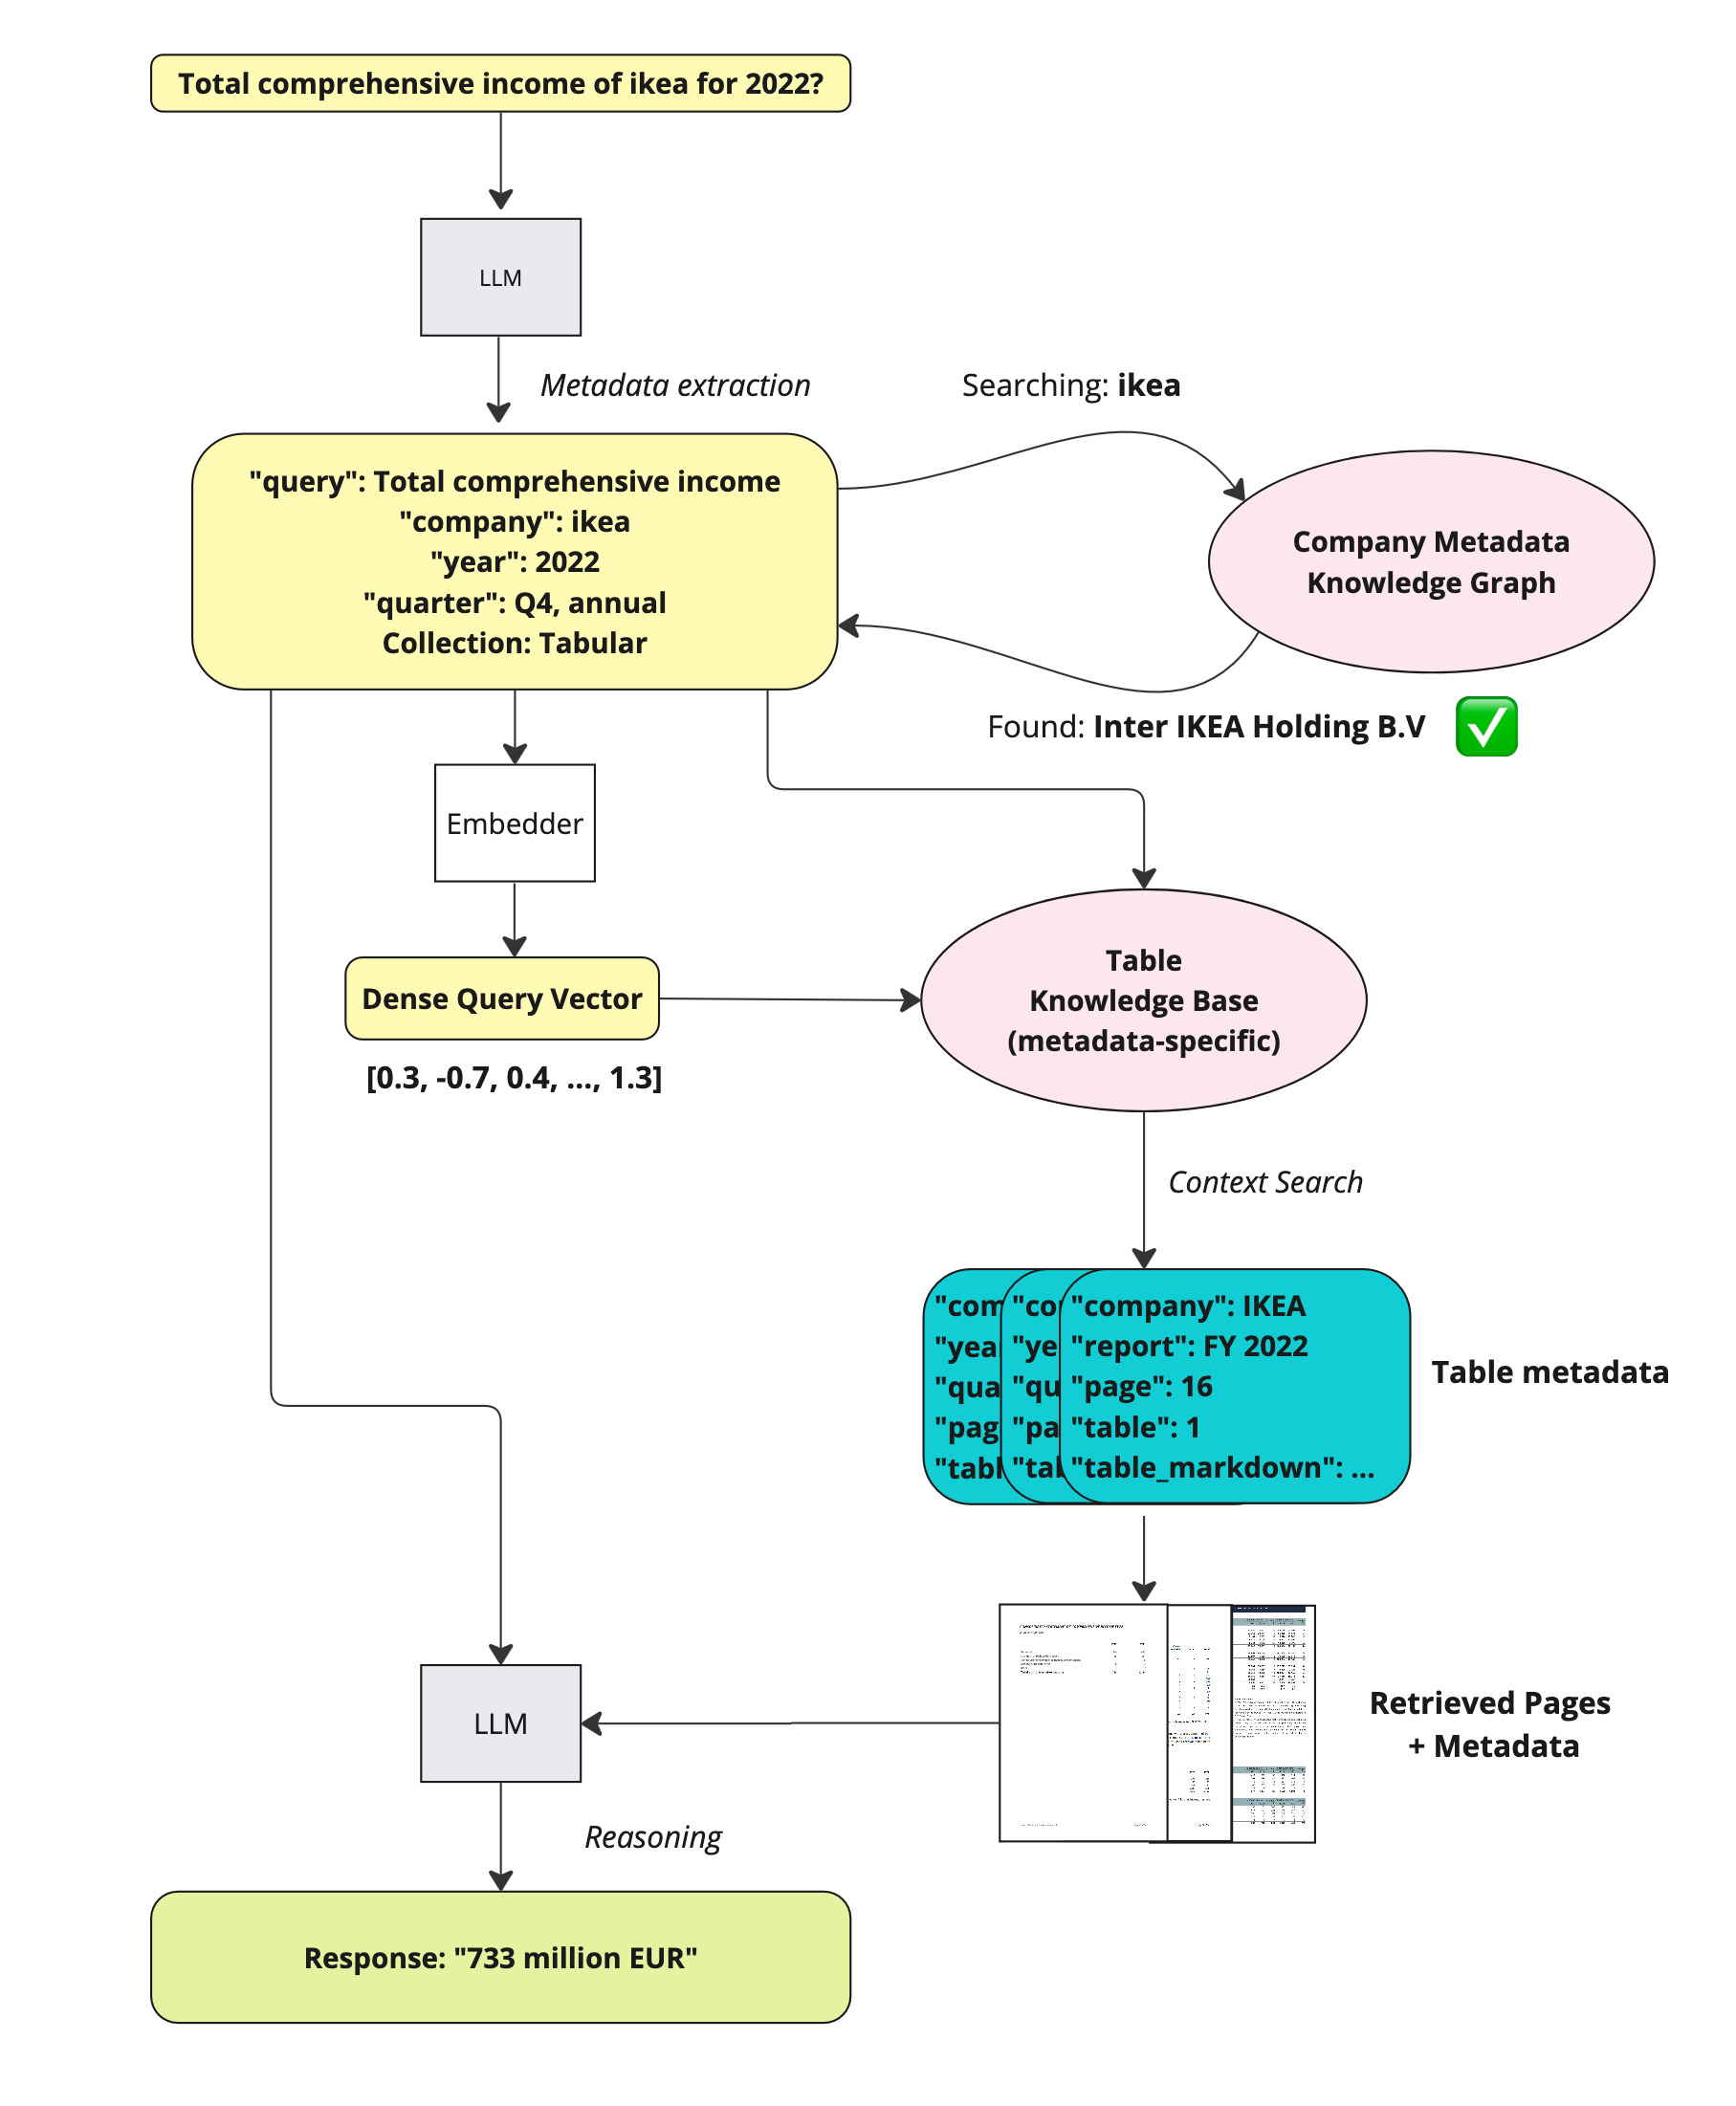 Total comprehensive income of ikea for 2022?
LLM
Metadata extraction
Searching: ikea
"query": Total comprehensive income
"company": ikea
"year": 2022
"quarter": Q4, annual
Collection: Tabular
Company Metadata
Knowledge Graph
Found: Inter IKEA Holding B.V
Embedder
Dense Query Vector
[0.3, -0.7, 0.4, ..., 1.3]
Table
Knowledge Base
(metadata-specific)
Context Search
"com
"yea
"qua
"pag
"tabl
"co
"ye
"qu
"pa
"tal
"company": IKEA
"report": FY 2022
"page": 16
"table": 1
"table_markdown": ...
Table metadata
Retrieved Pages
+ Metadata
LLM
Reasoning
Response: "733 million EUR"